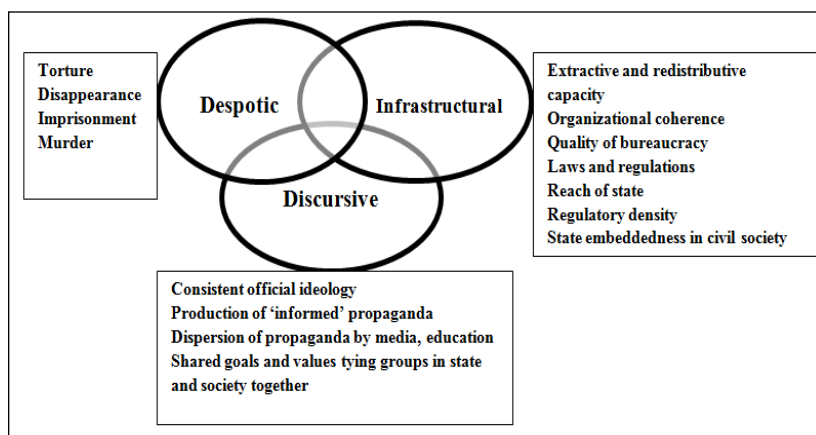 Torture
Disappearance
Imprisonment
Murder
Despotic
Infrastructural
Discursive
Extractive and redistributive
capacity
Organizational coherence
Quality of bureaucracy
Laws and regulations
Reach of state
Regulatory density
State embeddedness in civil society
Consistent official ideology
Production of ‘informed’ propaganda
Dispersion of propaganda by media, education
Shared goals and values tying groups in state
and society together